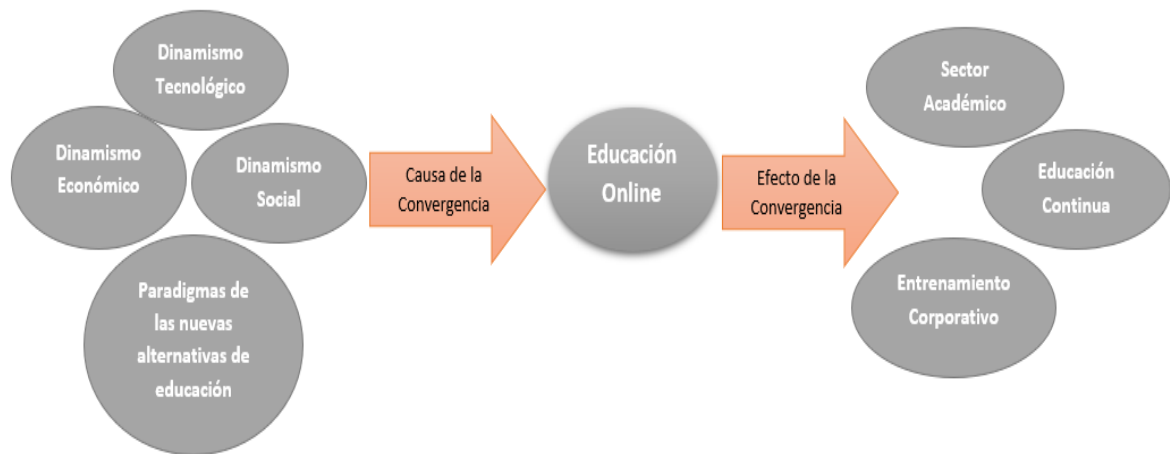 Dinamismo
Tecnológico
Dinamismo
Económico
Dinamismo
Social
Paradigmas de
las nuevas
alternativas de
educación
Causa de la
Convergencia
Educación
Online
Efecto de la
Convergencia
Sector
Académico
Educación
Continua
Entrenamiento
Corporativo